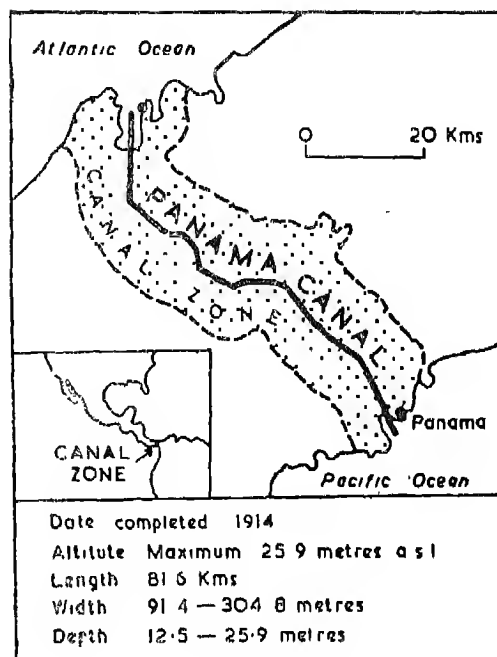 Atlantic Ocean
0 20 Kms
PANAMA CANAL
CANAL ZONE
Panama
CANAL
ZONE
Pacific Ocean
Date completed 1914
Altitute Maximum 25 9 metres a s l
Length 81 6 Kms
Width 91 4 — 304 8 metres
Depth 12·5 — 25·9 metres